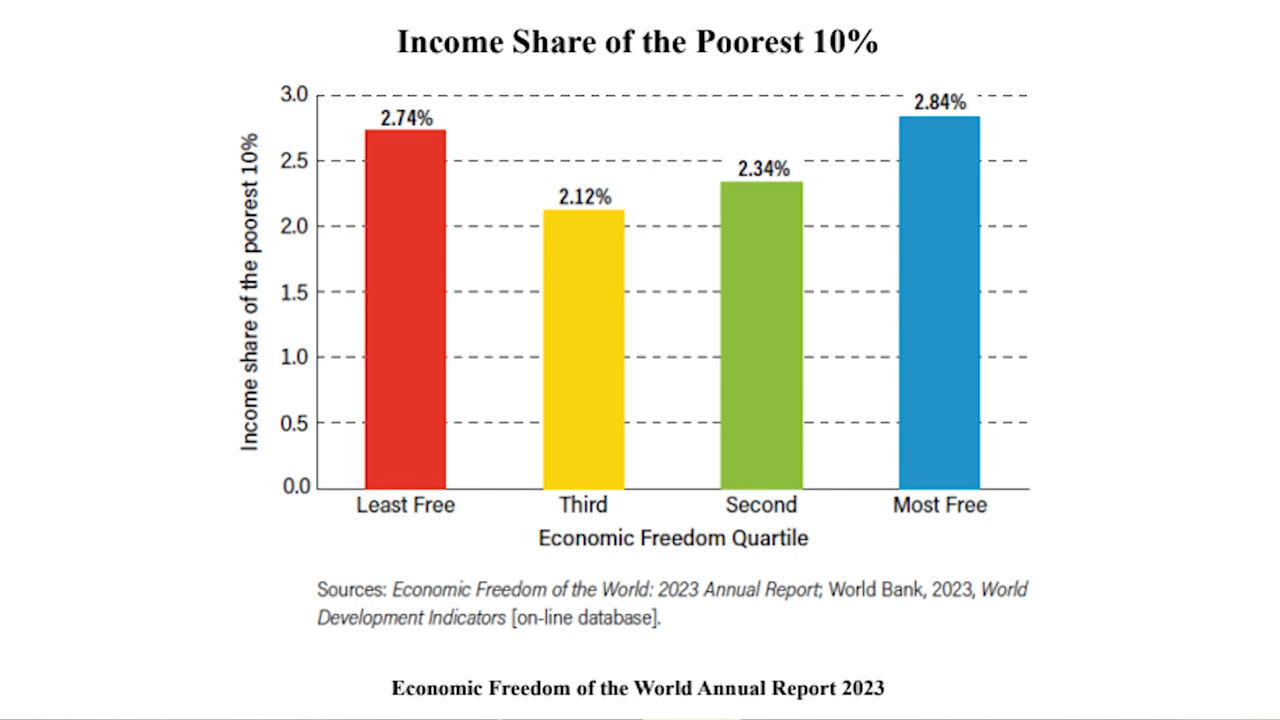 Income Share of the Poorest 10%
Income share of the poorest 10%
3.0
2.5
2.0
1.5
1.0
0.5
0.0
2.74%
2.12%
2.34%
2.84%
Least Free
Third
Second
Most Free
Economic Freedom Quartile
Sources: Economic Freedom of the World: 2023 Annual Report; World Bank, 2023, World
Development Indicators [on-line database].
Economic Freedom of the World Annual Report 2023